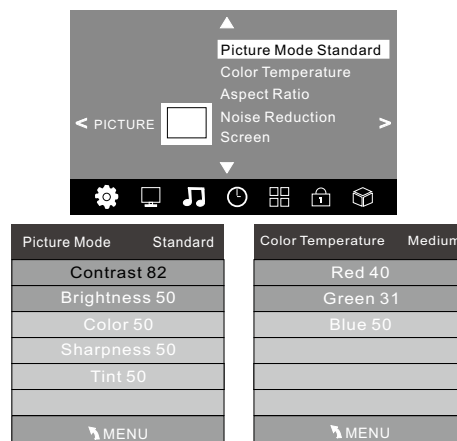 Picture Mode Standard
Color Temperature
Aspect Ratio
< PICTURE
Noise Reduction
>
Screen
1
Picture Mode Standard
Contrast 82
Brightness 50
Color 50
Sharpness 50
Tint 50
MENU
Color Temperature Medium
Red 40
Green 31
Blue 50
MENU